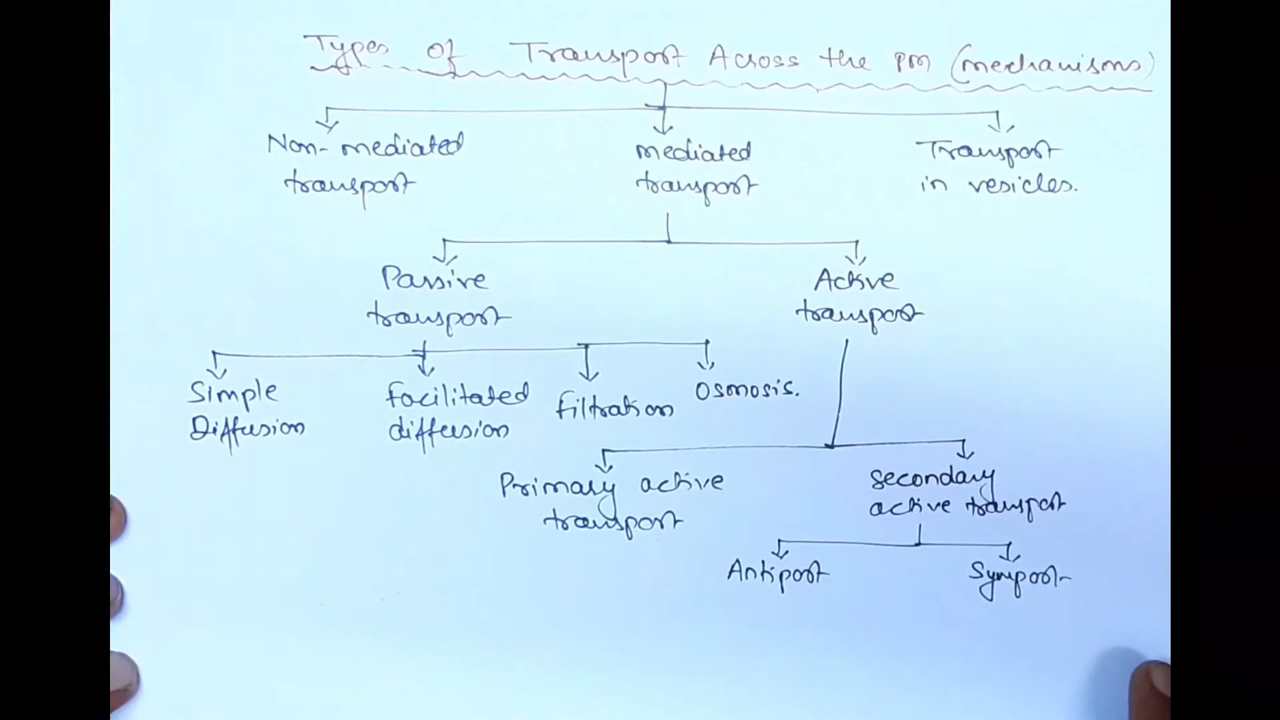 Types of Transport Across the PM (mechanisms)
Non-mediated
transport
mediated
transport
Transport
in vesicles.
Passive
transport
Active
transport
Simple
Diffusion
facilitated
diffusion
filtration
Osmosis.
Primary active
transport
Secondary
active transport
Antiport
Symport